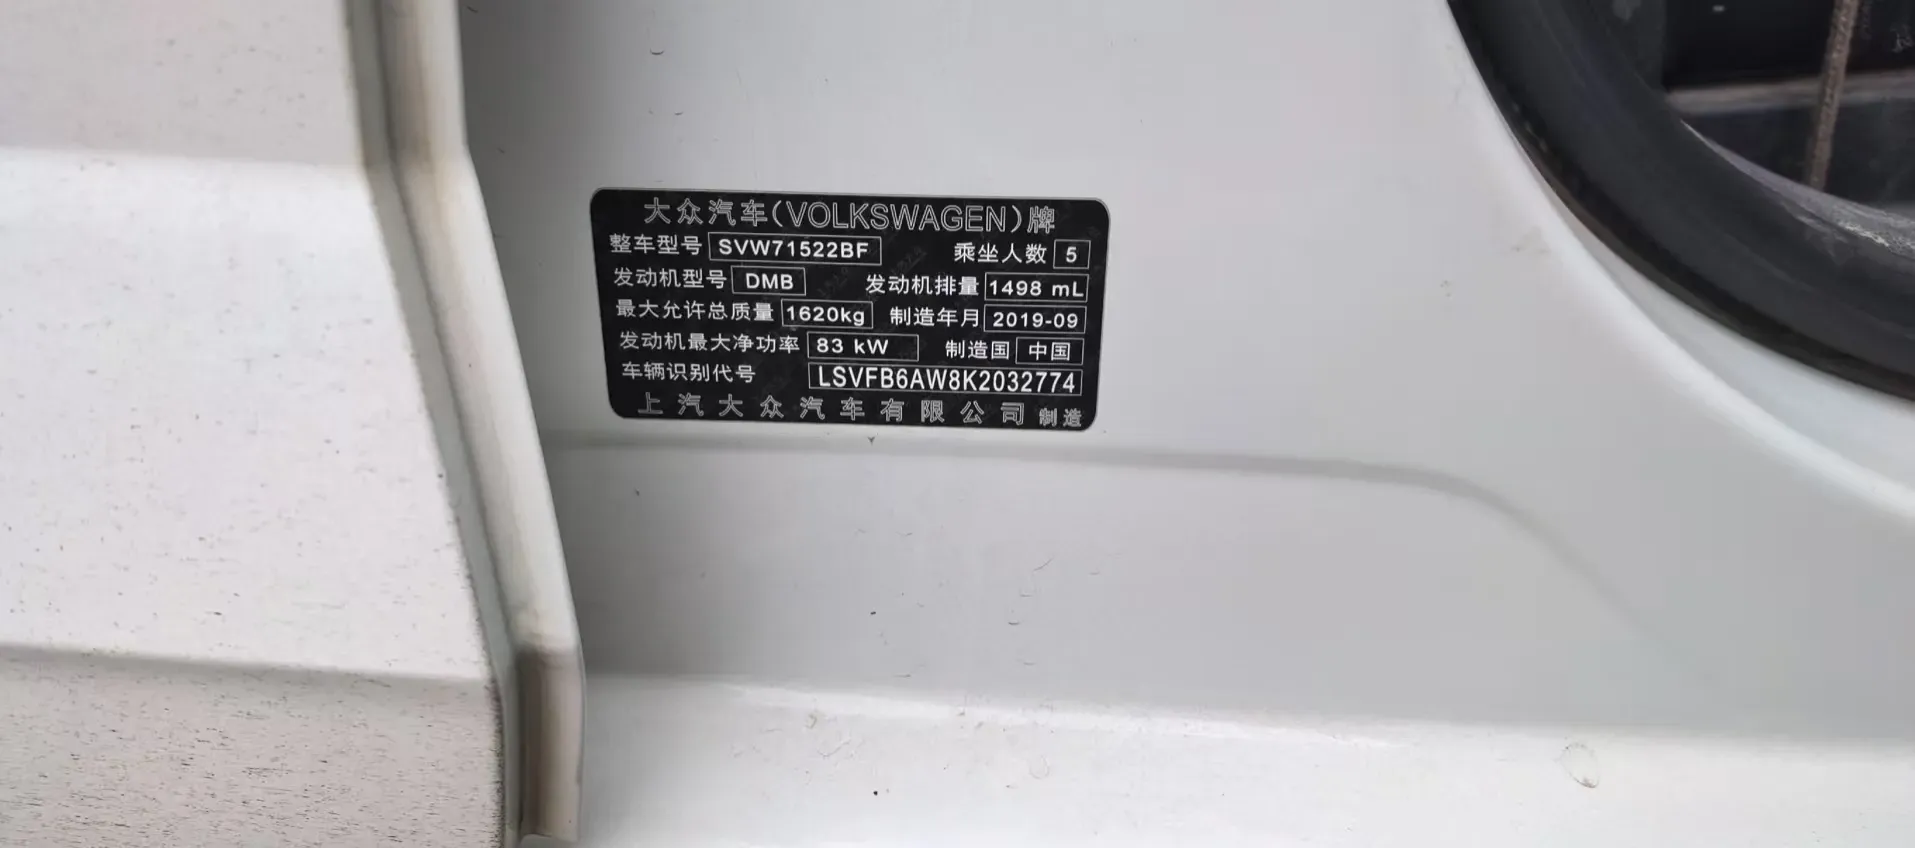 大众汽车(VOLKSWAGEN)牌
整车型号 SVW71522BF 乘坐人数 5
发动机型号 DMB 发动机排量 1498 mL
最大允许总质量 1620kg 制造年月 2019-09
发动机最大净功率 83 kW 制造国 中国
车辆识别代号 LSVFB6AW8K2032774
上汽大众汽车有限公司 制造